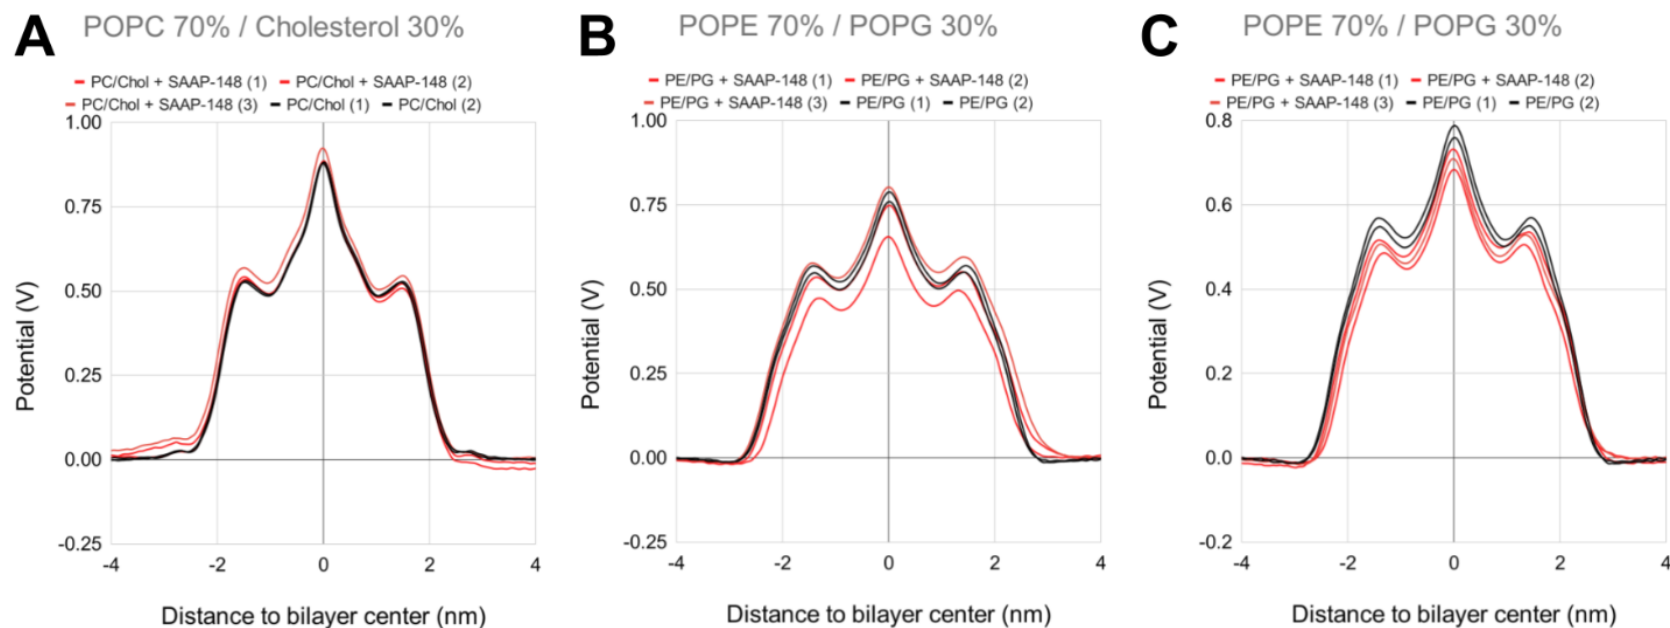 A
POPC 70% / Cholesterol 30%
PC/Chol + SAAP-148 (1) PC/Chol + SAAP-148 (2)
PC/Chol + SAAP-148 (3) PC/Chol (1) PC/Chol (2)
1.00
0.75
0.50
0.25
0.00
-0.25
-4 -2 0 2 4
Potential (V)
Distance to bilayer center (nm)
B
POPE 70% / POPG 30%
PE/PG + SAAP-148 (1) PE/PG + SAAP-148 (2)
PE/PG + SAAP-148 (3) PE/PG (1) PE/PG (2)
1.00
0.75
0.50
0.25
0.00
-0.25
-4 -2 0 2 4
Potential (V)
Distance to bilayer center (nm)
C
POPE 70% / POPG 30%
PE/PG + SAAP-148 (1) PE/PG + SAAP-148 (2)
PE/PG + SAAP-148 (3) PE/PG (1) PE/PG (2)
0.8
0.6
0.4
0.2
0.0
-0.2
-4 -2 0 2 4
Potential (V)
Distance to bilayer center (nm)